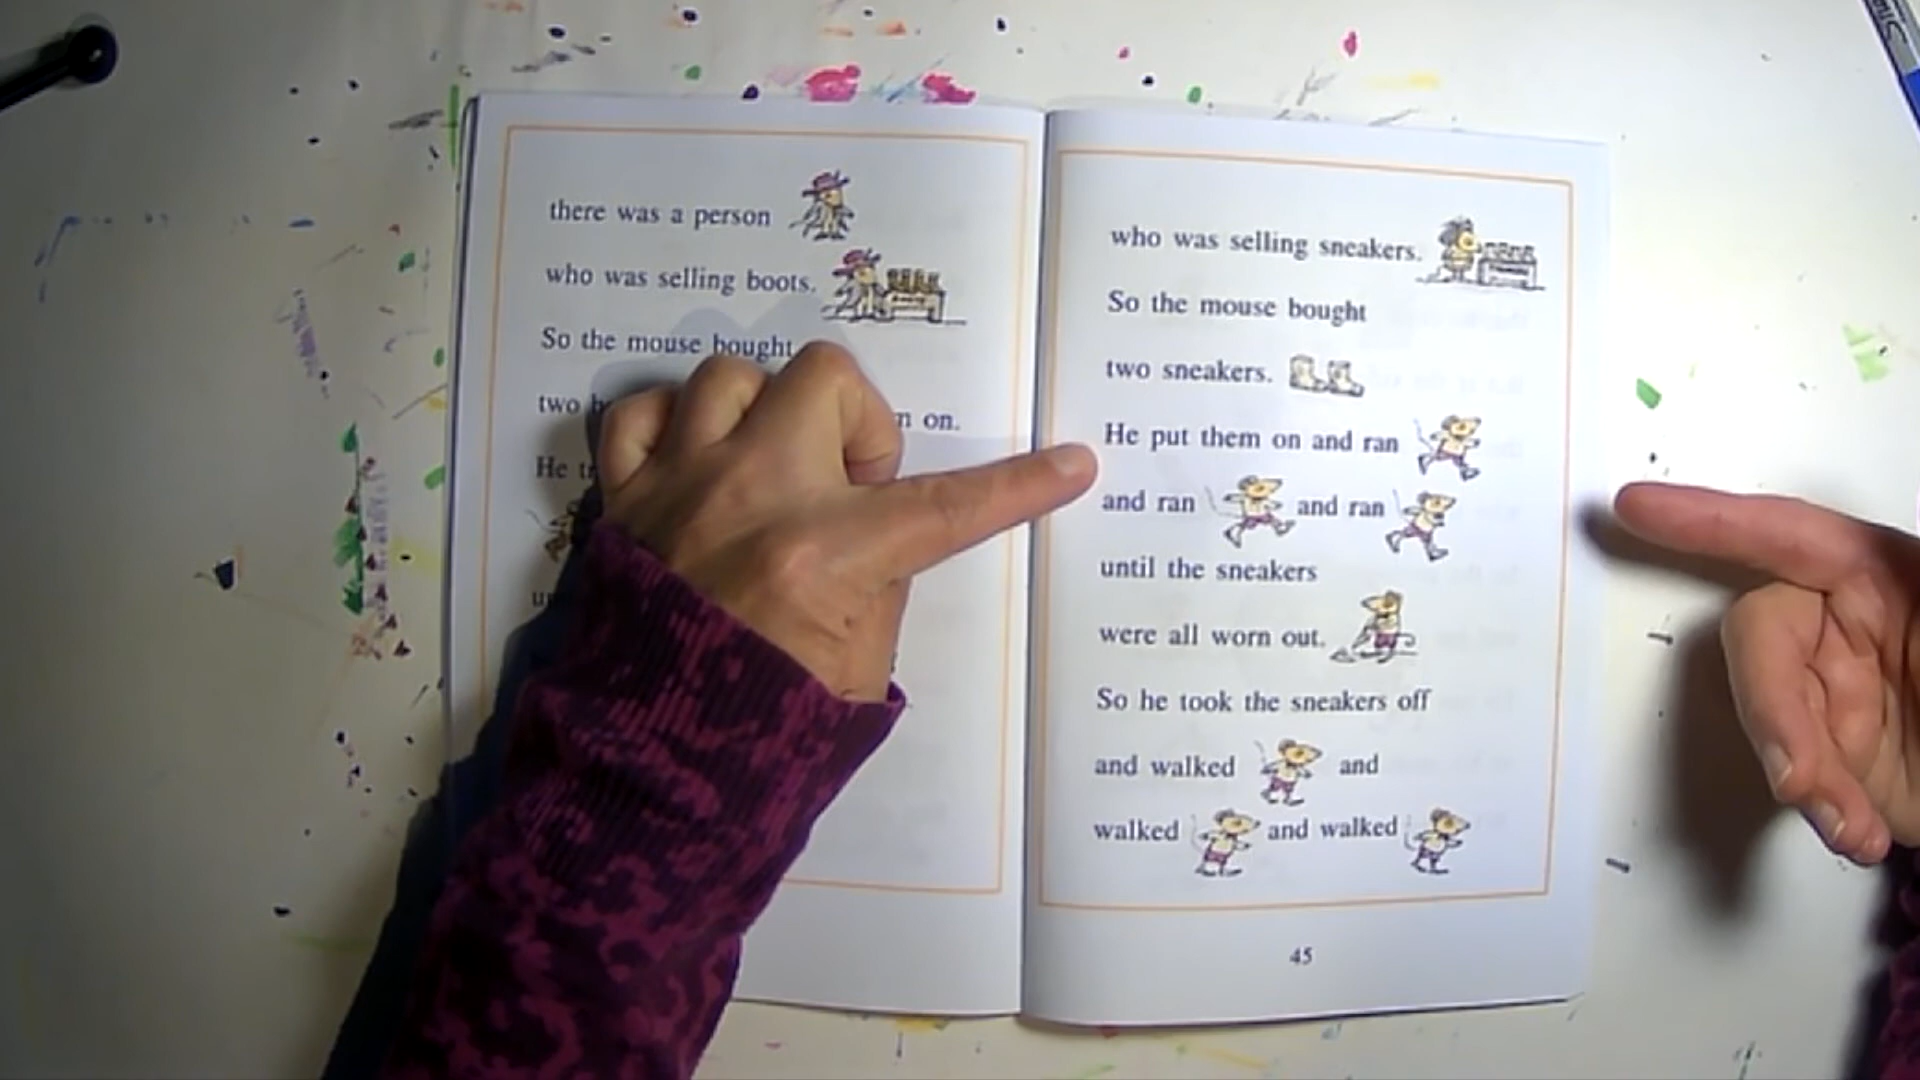 there was a person
who was selling boots.
So the mouse bought
two
on.
He
who was selling sneakers.
So the mouse bought
two sneakers.
He put them on and ran
and ran and ran
until the sneakers
were all worn out.
So he took the sneakers off
and walked and
walked and walked
45